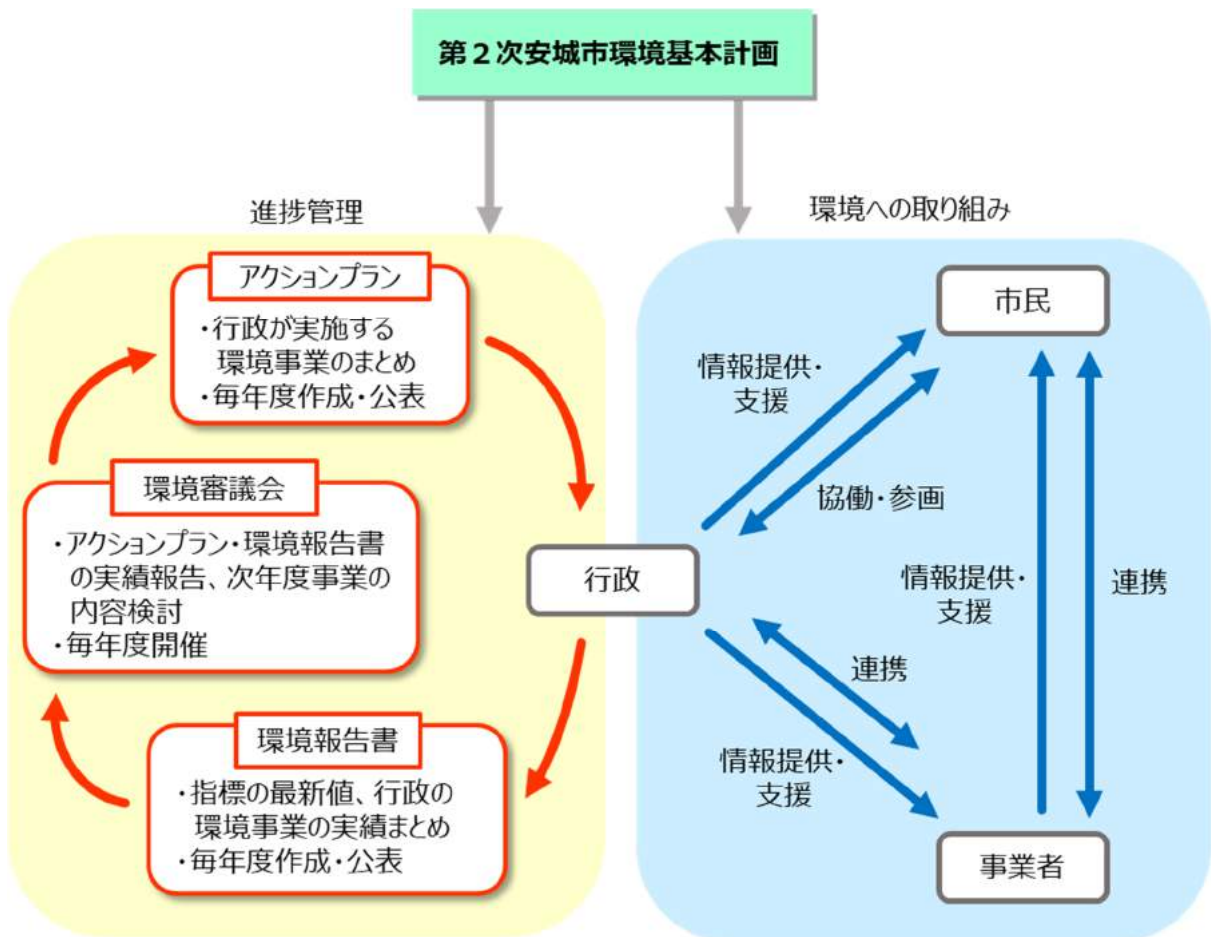 第２次安城市環境基本計画
進捗管理
アクションプラン
・行政が実施する
環境事業のまとめ
・毎年度作成・公表
環境審議会
・アクションプラン・環境報告書
の実績報告、次年度事業の
内容検討
・毎年度開催
環境報告書
・指標の最新値、行政の
環境事業の実績まとめ
・毎年度作成・公表
行政
環境への取り組み
市民
情報提供・
支援
協働・参画
情報提供・
支援
連携
連携
情報提供・
支援
事業者